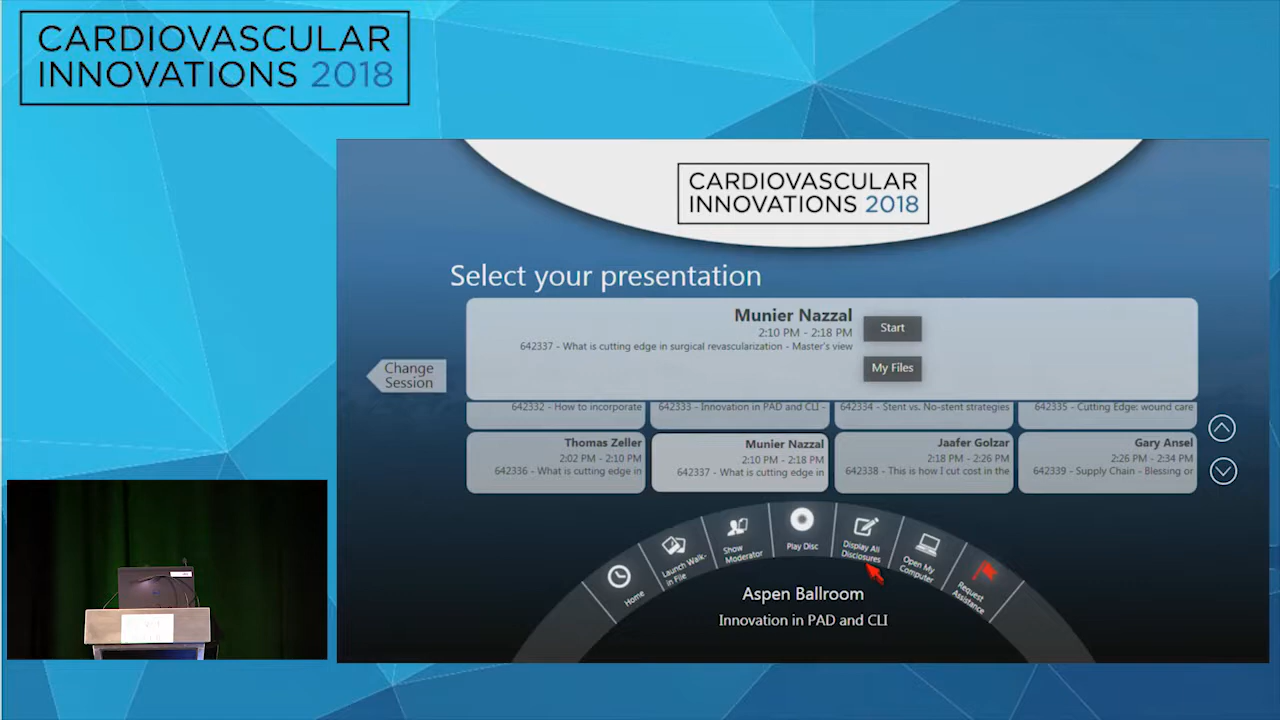 CARDIOVASCULAR
INNOVATIONS 2018
CARDIOVASCULAR
INNOVATIONS 2018
Select your presentation
Munier Nazzal
2:10 PM - 2:18 PM
642337 - What is cutting edge in surgical revascularization - Master's view
Start
My Files
Change
Session
642332 - How to incorporate
642333 - Innovation in PAD and CLI -
642334 - Stent vs. No-stent strategies
642335 - Cutting Edge: wound care
Thomas Zeller
2:02 PM - 2:10 PM
642336 - What is cutting edge in
Munier Nazzal
2:10 PM - 2:18 PM
642337 - What is cutting edge in
Jaafer Golzar
2:18 PM - 2:26 PM
642338 - This is how I cut cost in the
Gary Ansel
2:26 PM - 2:34 PM
642339 - Supply Chain - Blessing or
Home
Launch Walk-
in File
Show
Moderator
Play Disc
Display All
Disclosures
Open My
Computer
Request
Assistance
Aspen Ballroom
Innovation in PAD and CLI